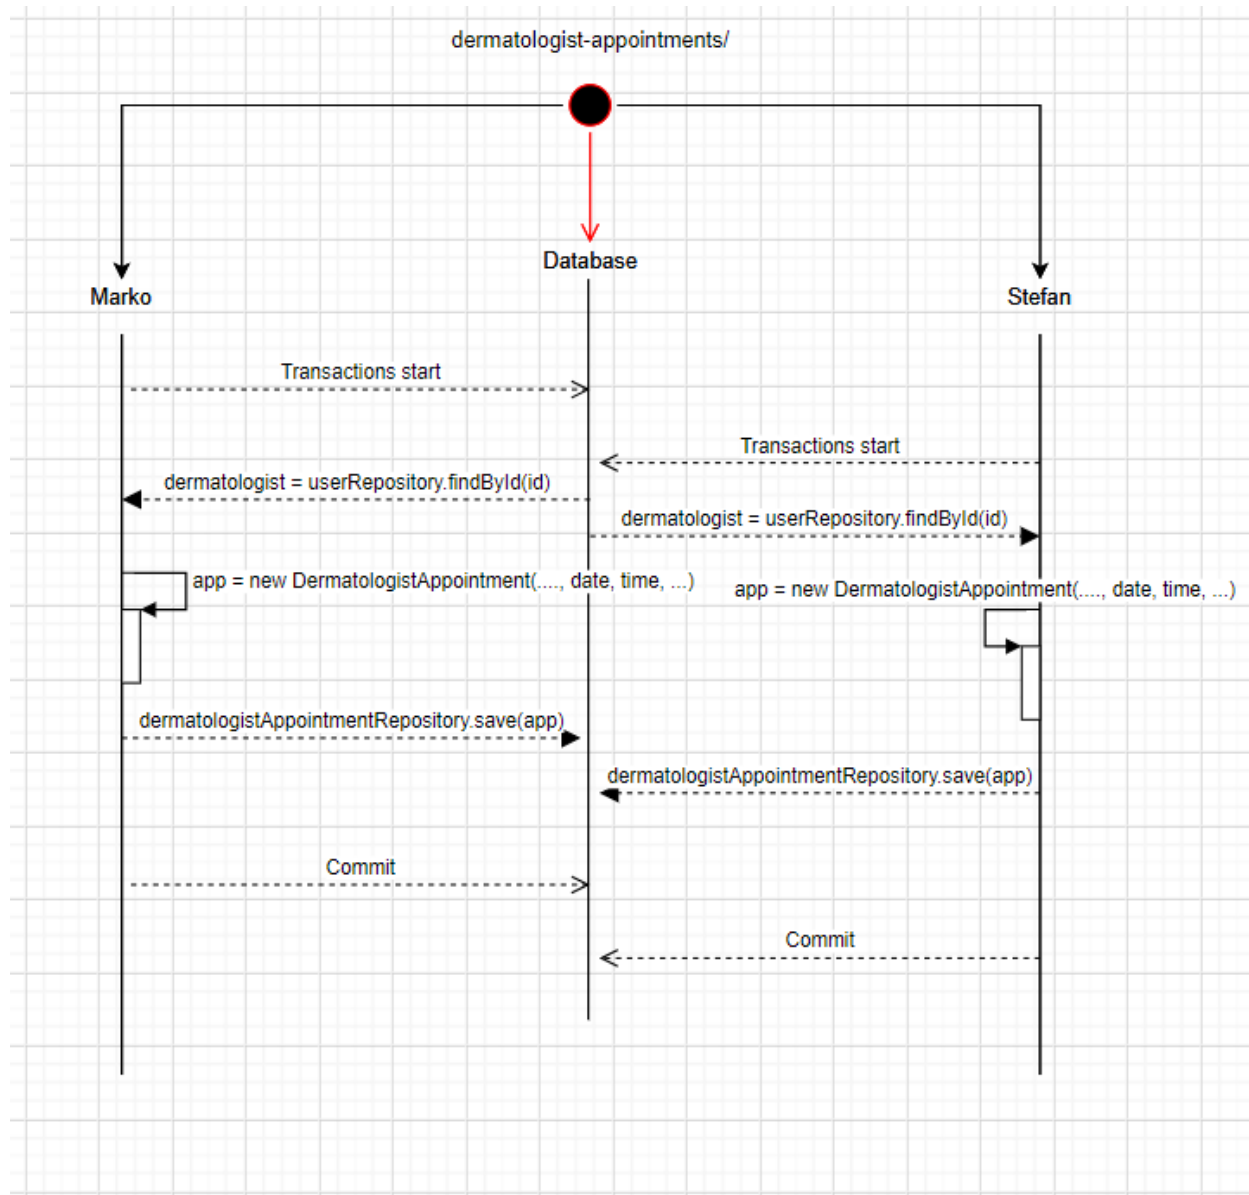 dermatologist-appointments/
Database
Marko
Stefan
Transactions start
Transactions start
dermatologist = userRepository.findById(id)
dermatologist = userRepository.findById(id)
app = new DermatologistAppointment(...., date, time, ...)
app = new DermatologistAppointment(...., date, time, ...)
dermatologistAppointmentRepository.save(app)
dermatologistAppointmentRepository.save(app)
Commit
Commit